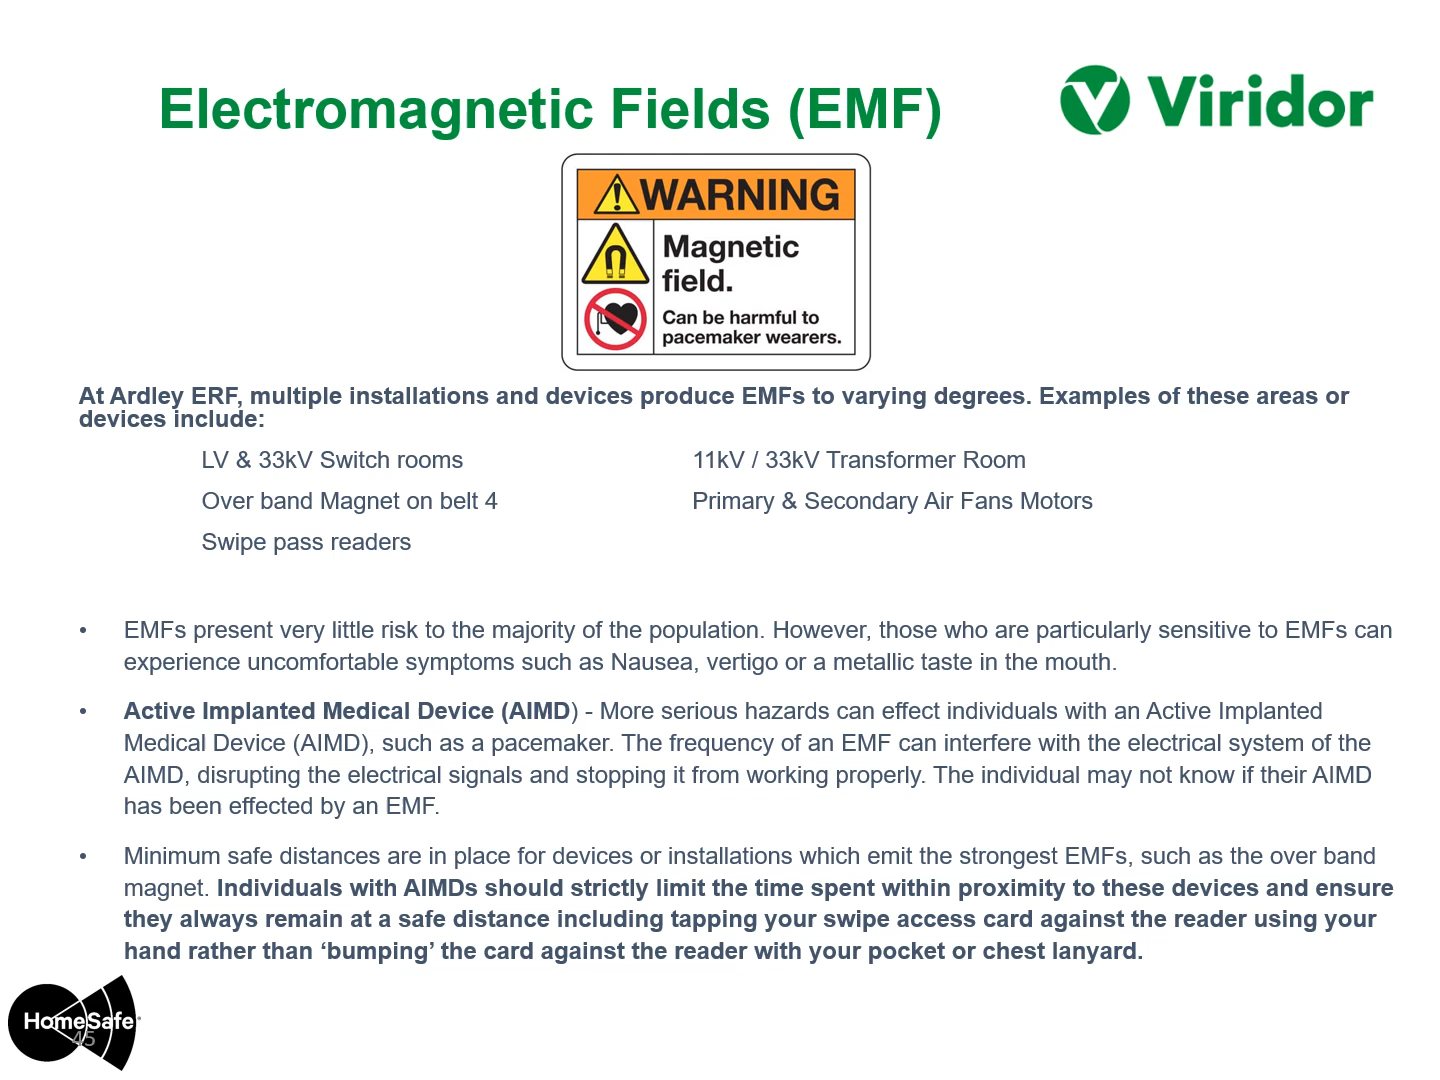 Electromagnetic Fields (EMF)
Viridor
WARNING
Magnetic
field.
Can be harmful to
pacemaker wearers.
At Ardley ERF, multiple installations and devices produce EMFs to varying degrees. Examples of these areas or
devices include:
LV & 33kV Switch rooms
11kV / 33kV Transformer Room
Over band Magnet on belt 4
Primary & Secondary Air Fans Motors
Swipe pass readers
• EMFs present very little risk to the majority of the population. However, those who are particularly sensitive to EMFs can
experience uncomfortable symptoms such as Nausea, vertigo or a metallic taste in the mouth.
• Active Implanted Medical Device (AIMD) - More serious hazards can effect individuals with an Active Implanted
Medical Device (AIMD), such as a pacemaker. The frequency of an EMF can interfere with the electrical system of the
AIMD, disrupting the electrical signals and stopping it from working properly. The individual may not know if their AIMD
has been effected by an EMF.
• Minimum safe distances are in place for devices or installations which emit the strongest EMFs, such as the over band
magnet. Individuals with AIMDs should strictly limit the time spent within proximity to these devices and ensure
they always remain at a safe distance including tapping your swipe access card against the reader using your
hand rather than ‘bumping’ the card against the reader with your pocket or chest lanyard.
HomeSafe
45